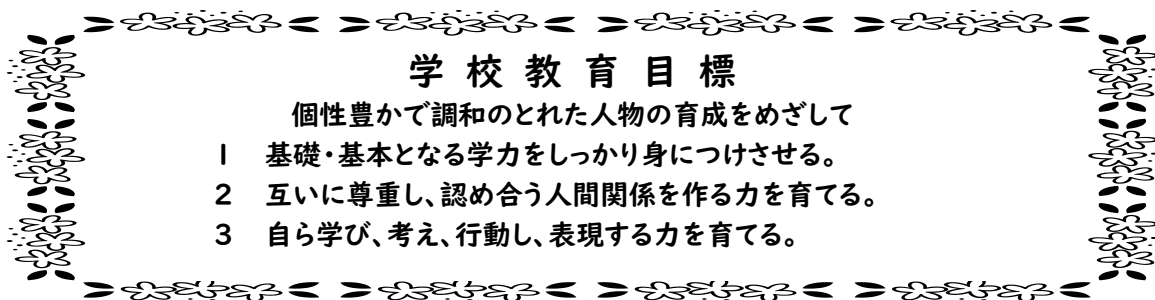 学校教育目標
個性豊かで調和のとれた人物の育成をめざして
1 基礎・基本となる学力をしっかり身につけさせる。
2 互いに尊重し、認め合う人間関係を作る力を育てる。
3 自ら学び、考え、行動し、表現する力を育てる。